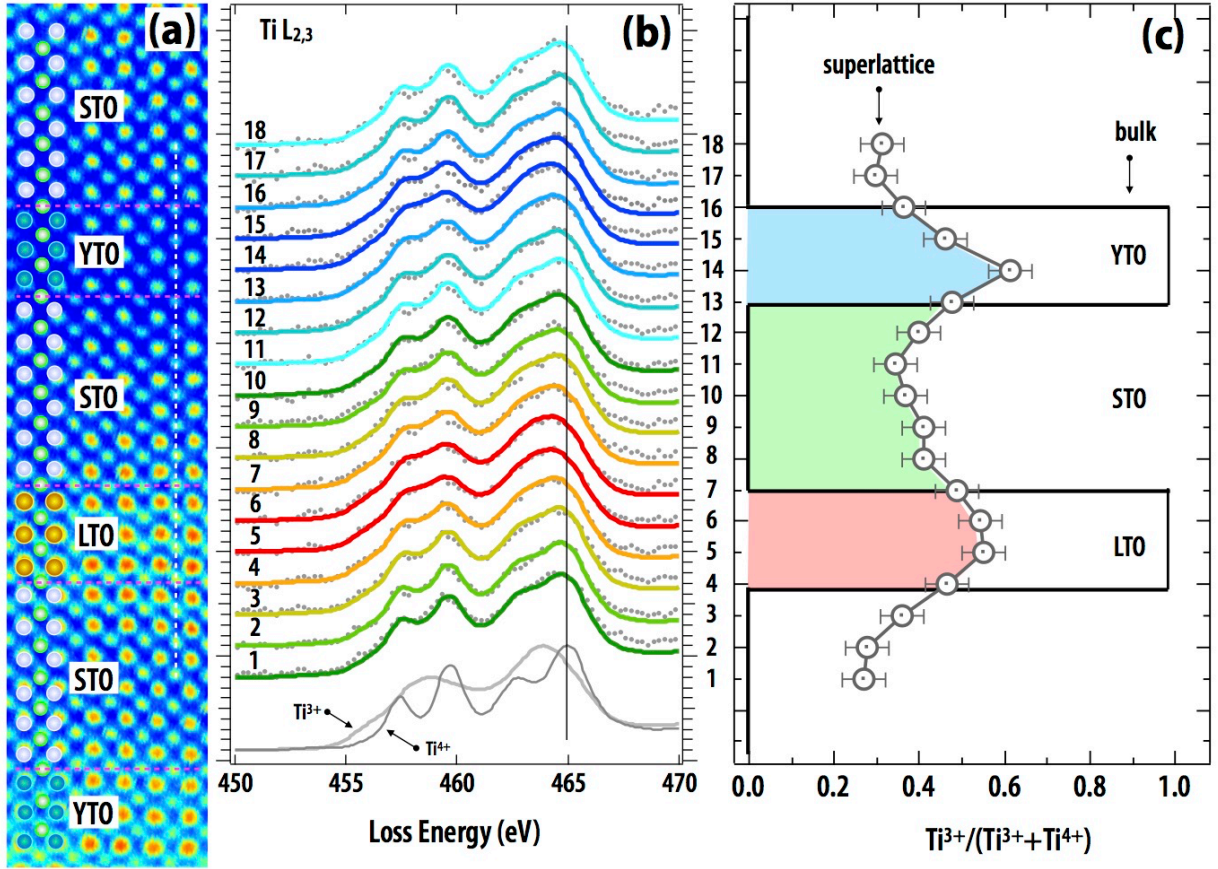 (a)
STO
YTO
STO
LTO
STO
YTO
Ti L2,3
(b)
18
17
16
15
14
13
12
11
10
9
8
7
6
5
4
3
2
1
Ti3+
Ti4+
450 455 460 465 470
Loss Energy (eV)
(c)
superlattice
bulk
18
17
16
15
14
13
12
11
10
9
8
7
6
5
4
3
2
1
YTO
STO
LTO
0.0 0.2 0.4 0.6 0.8 1.0
Ti3+/(Ti3++Ti4+)